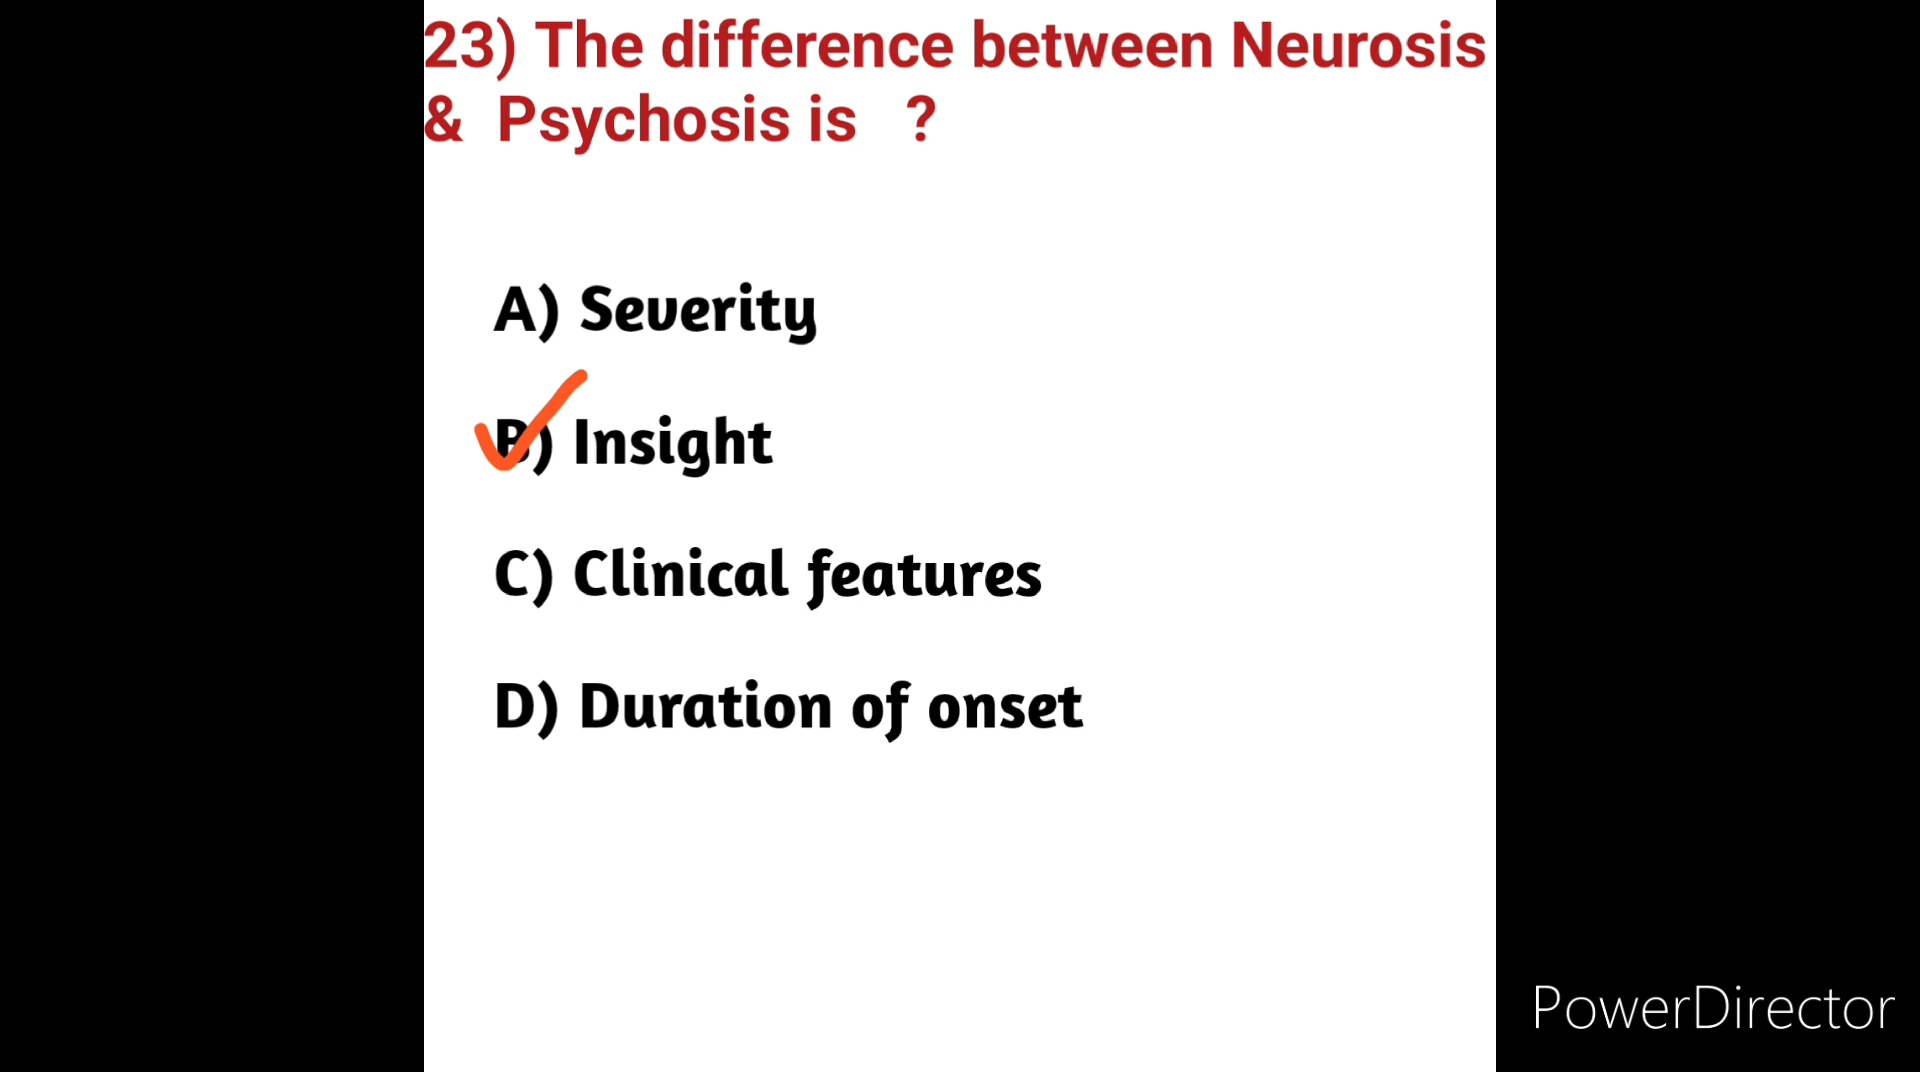 23) The difference between Neurosis
& Psychosis is ?
A) Severity
B) Insight
C) Clinical features
D) Duration of onset
PowerDirector